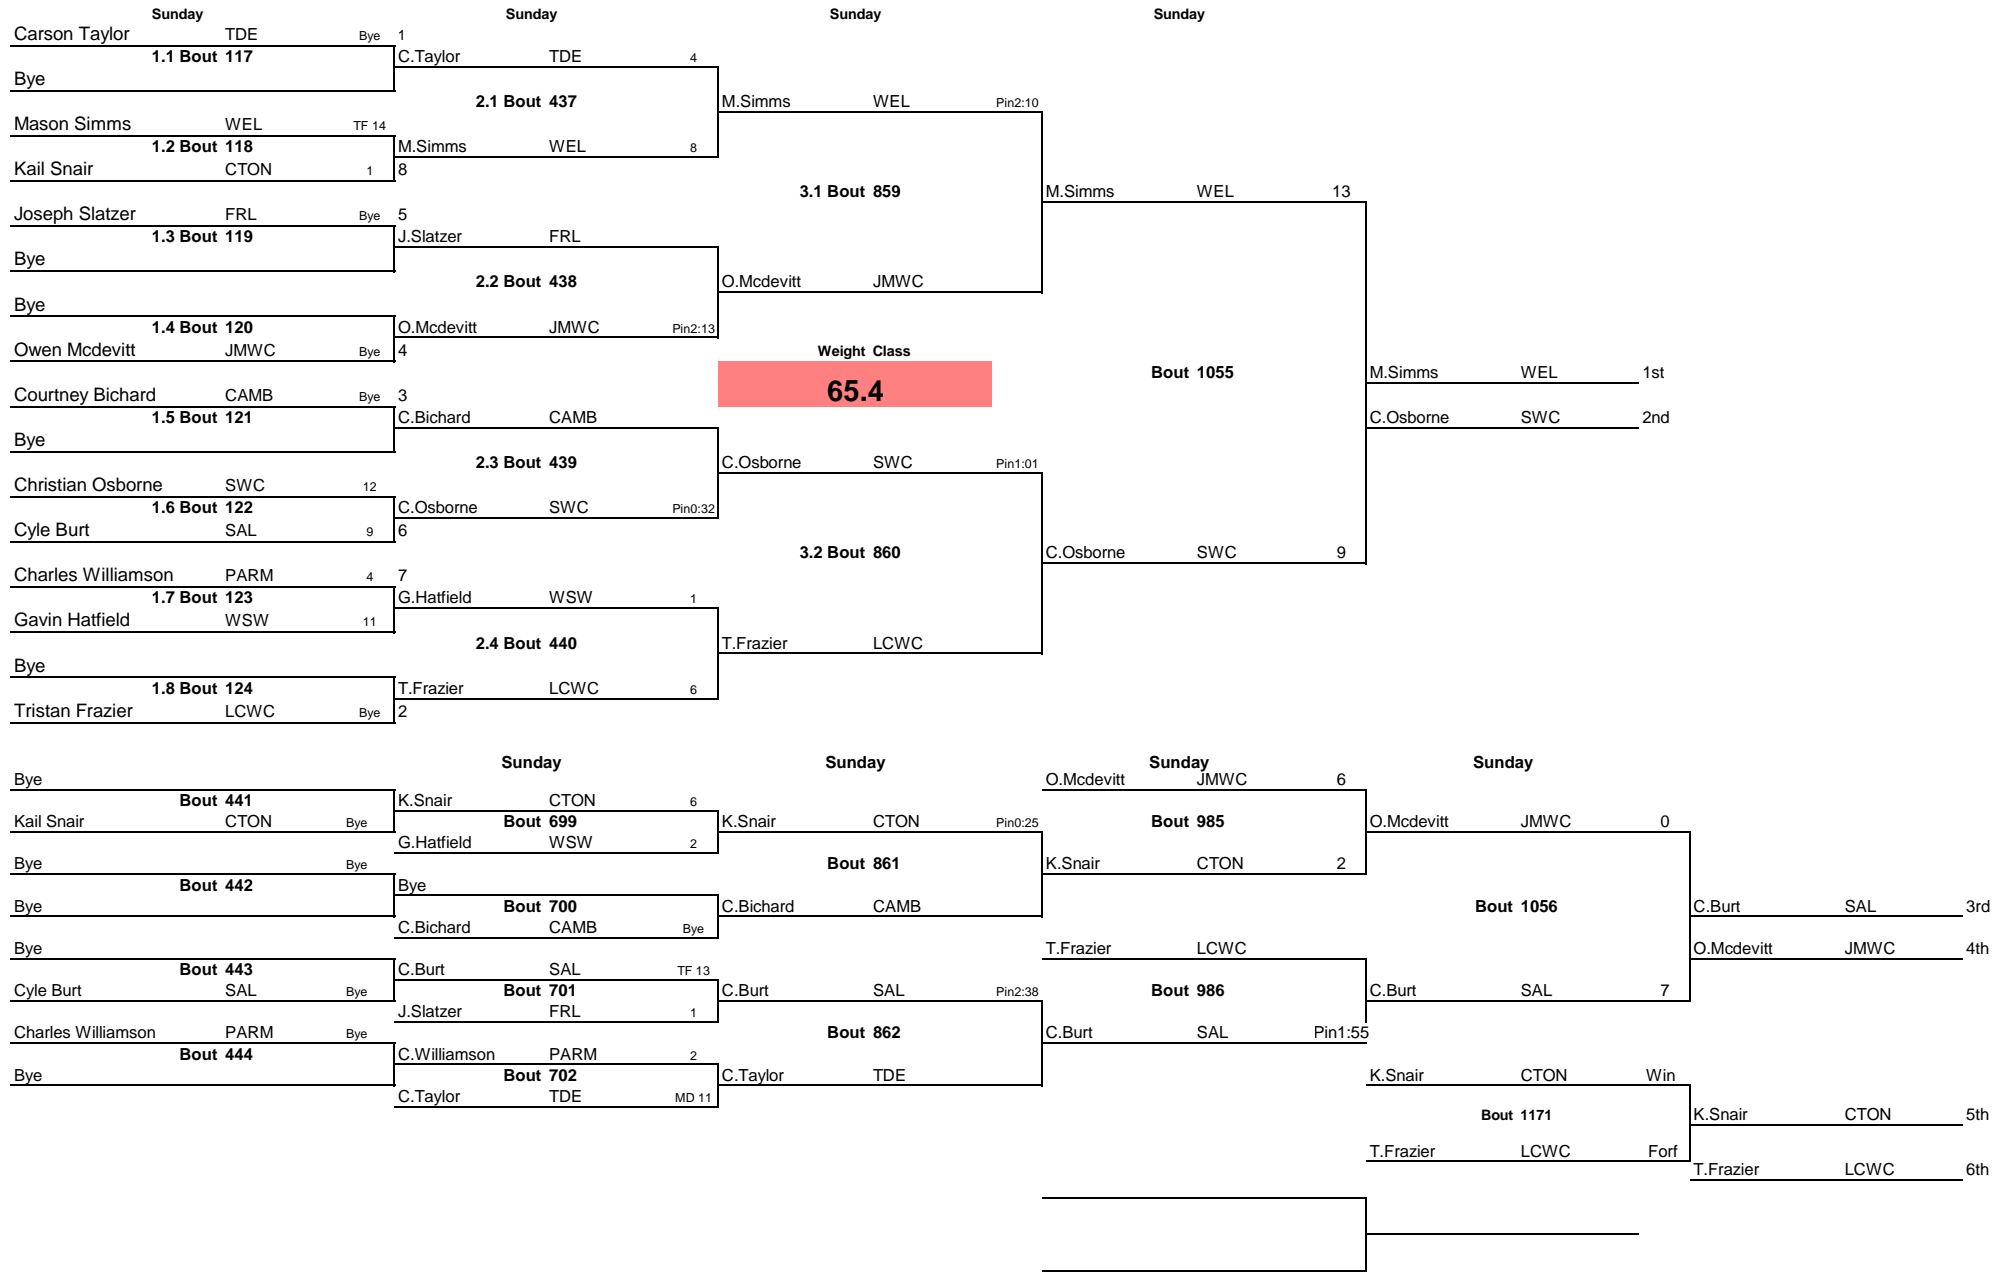 Sunday Sunday Sunday Sunday
Carson Taylor TDE Bye 1
1.1 Bout 117 C.Taylor TDE 4
Bye
2.1 Bout 437 M.Simms WEL Pin2:10
Mason Simms WEL TF 14
1.2 Bout 118 M.Simms WEL 8
Kail Snair CTON 1 8
3.1 Bout 859 M.Simms WEL 13
Joseph Slatzer FRL Bye 5
1.3 Bout 119 J.Slatzer FRL
Bye
2.2 Bout 438 O.Mcdevitt JMWC
Bye
1.4 Bout 120 O.Mcdevitt JMWC Pin2:13
Owen Mcdevitt JMWC Bye 4 Weight Class
Bout 1055 M.Simms WEL 1st
Courtney Bichard CAMB Bye 3 65.4
1.5 Bout 121 C.Bichard CAMB C.Osborne SWC 2nd
Bye
2.3 Bout 439 C.Osborne SWC Pin1:01
Christian Osborne SWC 12
1.6 Bout 122 C.Osborne SWC Pin0:32
Cyle Burt SAL 9 6
3.2 Bout 860 C.Osborne SWC 9
Charles Williamson PARM 4 7
1.7 Bout 123 G.Hatfield WSW 1
Gavin Hatfield WSW 11
2.4 Bout 440 T.Frazier LCWC
Bye
1.8 Bout 124 T.Frazier LCWC 6
Tristan Frazier LCWC Bye 2
Sunday Sunday Sunday Sunday
Bye O.Mcdevitt JMWC 6
Bout 441 K.Snair CTON 6
Kail Snair CTON Bye Bout 699 K.Snair CTON Pin0:25 Bout 985 O.Mcdevitt JMWC 0
G.Hatfield WSW 2
Bye Bye Bout 861 K.Snair CTON 2
Bout 442 Bye
Bye Bout 700 C.Bichard CAMB Bout 1056 C.Burt SAL 3rd
C.Bichard CAMB Bye
Bye T.Frazier LCWC O.Mcdevitt JMWC 4th
Bout 443 C.Burt SAL TF 13
Cyle Burt SAL Bye Bout 701 C.Burt SAL Pin2:38 Bout 986 C.Burt SAL 7
J.Slatzer FRL 1
Charles Williamson PARM Bye Bout 862 C.Burt SAL Pin1:55
Bout 444 C.Williamson PARM 2
Bye Bout 702 C.Taylor TDE K.Snair CTON Win
C.Taylor TDE MD 11
Bout 1171 K.Snair CTON 5th
T.Frazier LCWC Forf
T.Frazier LCWC 6th